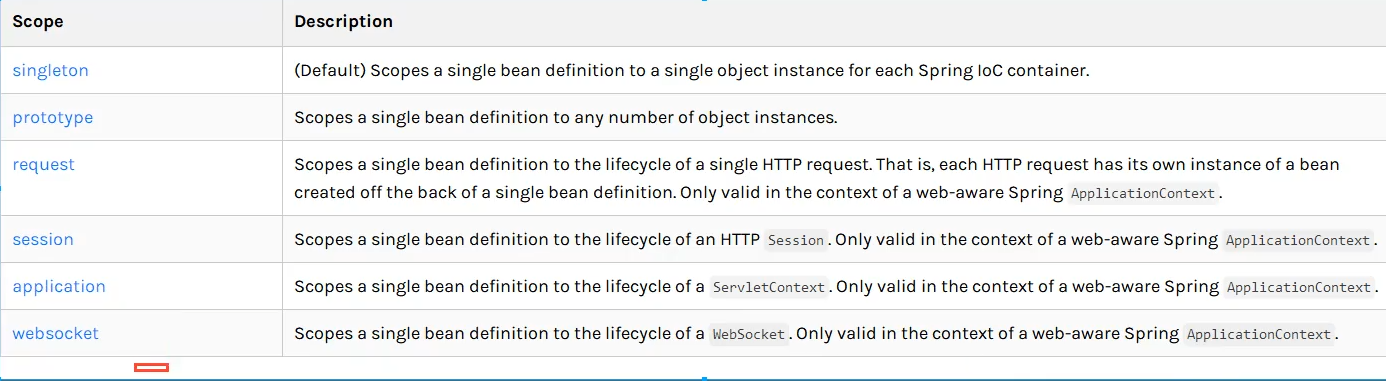 Scope Description
singleton (Default) Scopes a single bean definition to a single object instance for each Spring IoC container.
prototype Scopes a single bean definition to any number of object instances.
request Scopes a single bean definition to the lifecycle of a single HTTP request. That is, each HTTP request has its own instance of a bean
created off the back of a single bean definition. Only valid in the context of a web-aware Spring ApplicationContext.
session Scopes a single bean definition to the lifecycle of an HTTP Session. Only valid in the context of a web-aware Spring ApplicationContext.
application Scopes a single bean definition to the lifecycle of a ServletContext. Only valid in the context of a web-aware Spring ApplicationContext.
websocket Scopes a single bean definition to the lifecycle of a WebSocket. Only valid in the context of a web-aware Spring ApplicationContext.